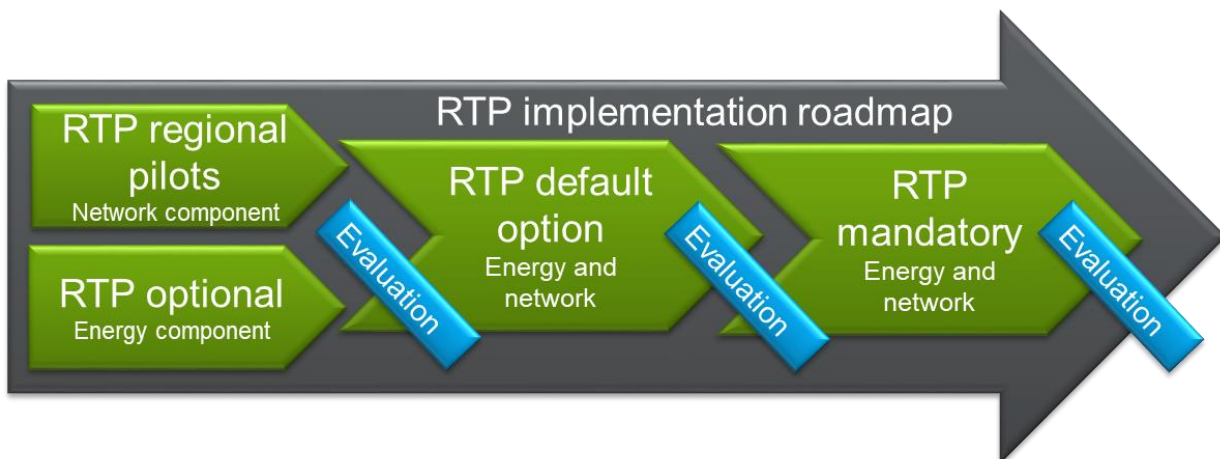 RTP implementation roadmap
RTP regional
pilots
Network component
RTP optional
Energy component
Evaluation
RTP default
option
Energy and
network
Evaluation
RTP
mandatory
Energy and
network
Evaluation